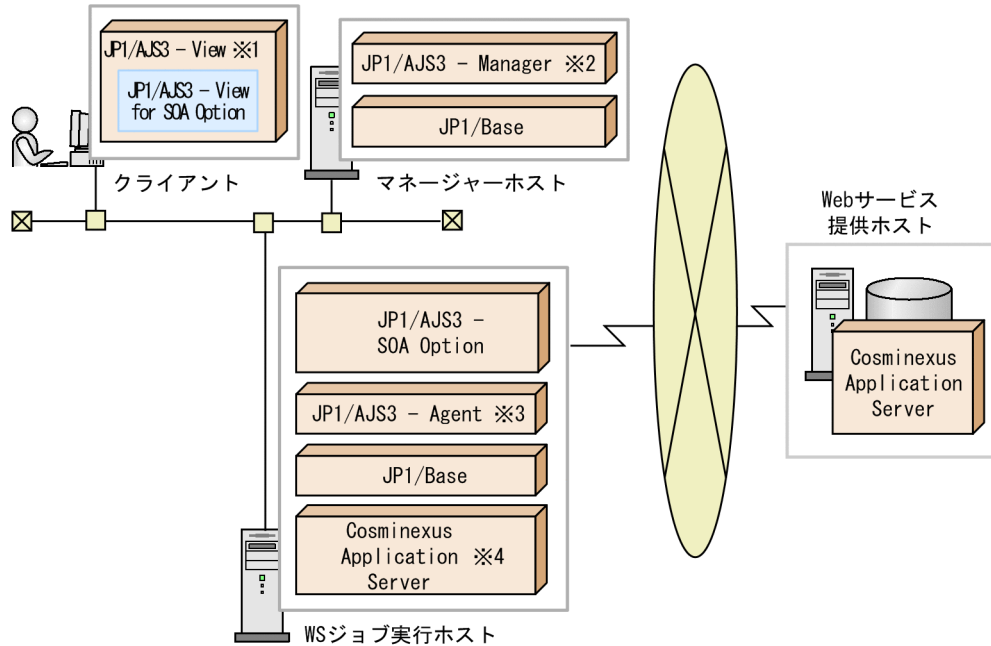 JP1/AJS3 － View ※1
JP1/AJS3 － View
for SOA Option
クライアント
JP1/AJS3 － Manager ※2
JP1/Base
マネージャーホスト
Webサービス
提供ホスト
Cosminexus
Application
Server
JP1/AJS3 －
SOA Option
JP1/AJS3 － Agent ※3
JP1/Base
Cosminexus
Application ※4
Server
WSジョブ実行ホスト